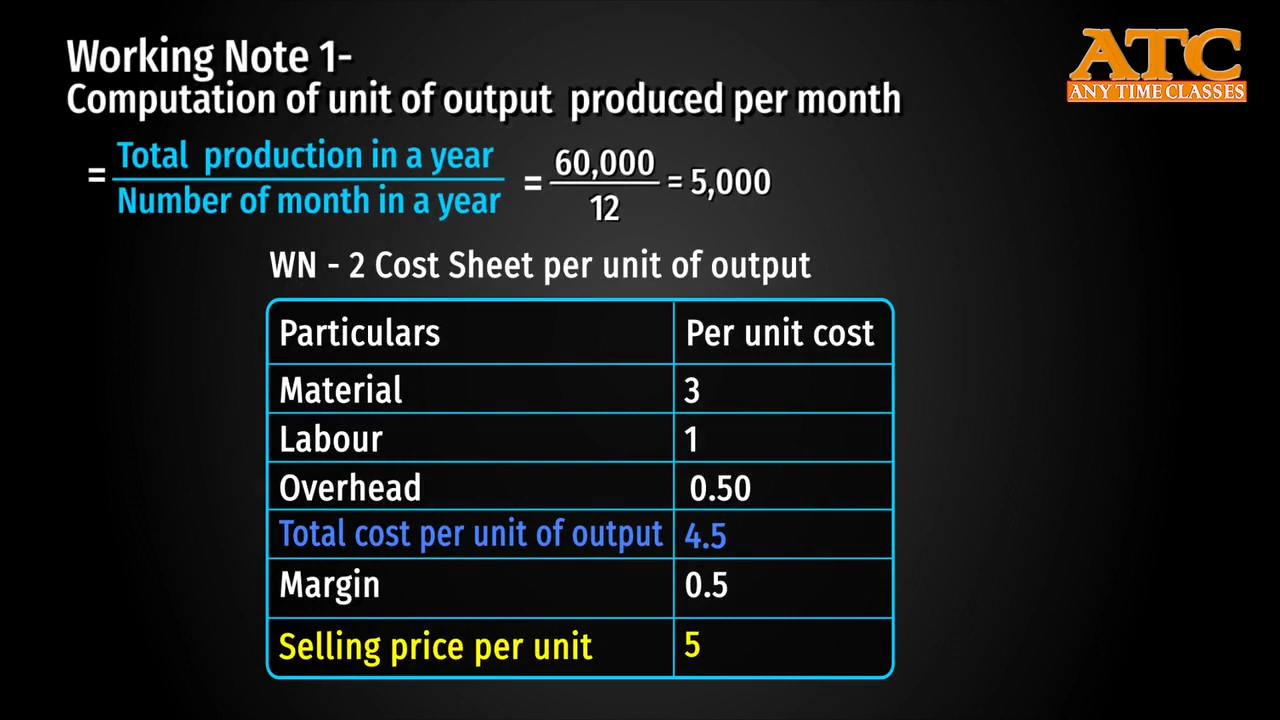 Working Note 1-
Computation of unit of output produced per month
ATC
ANY TIME CLASSES
= Total production in a year / Number of month in a year = 60,000 / 12 = 5,000
WN - 2 Cost Sheet per unit of output
Particulars Per unit cost
Material 3
Labour 1
Overhead 0.50
Total cost per unit of output 4.5
Margin 0.5
Selling price per unit 5